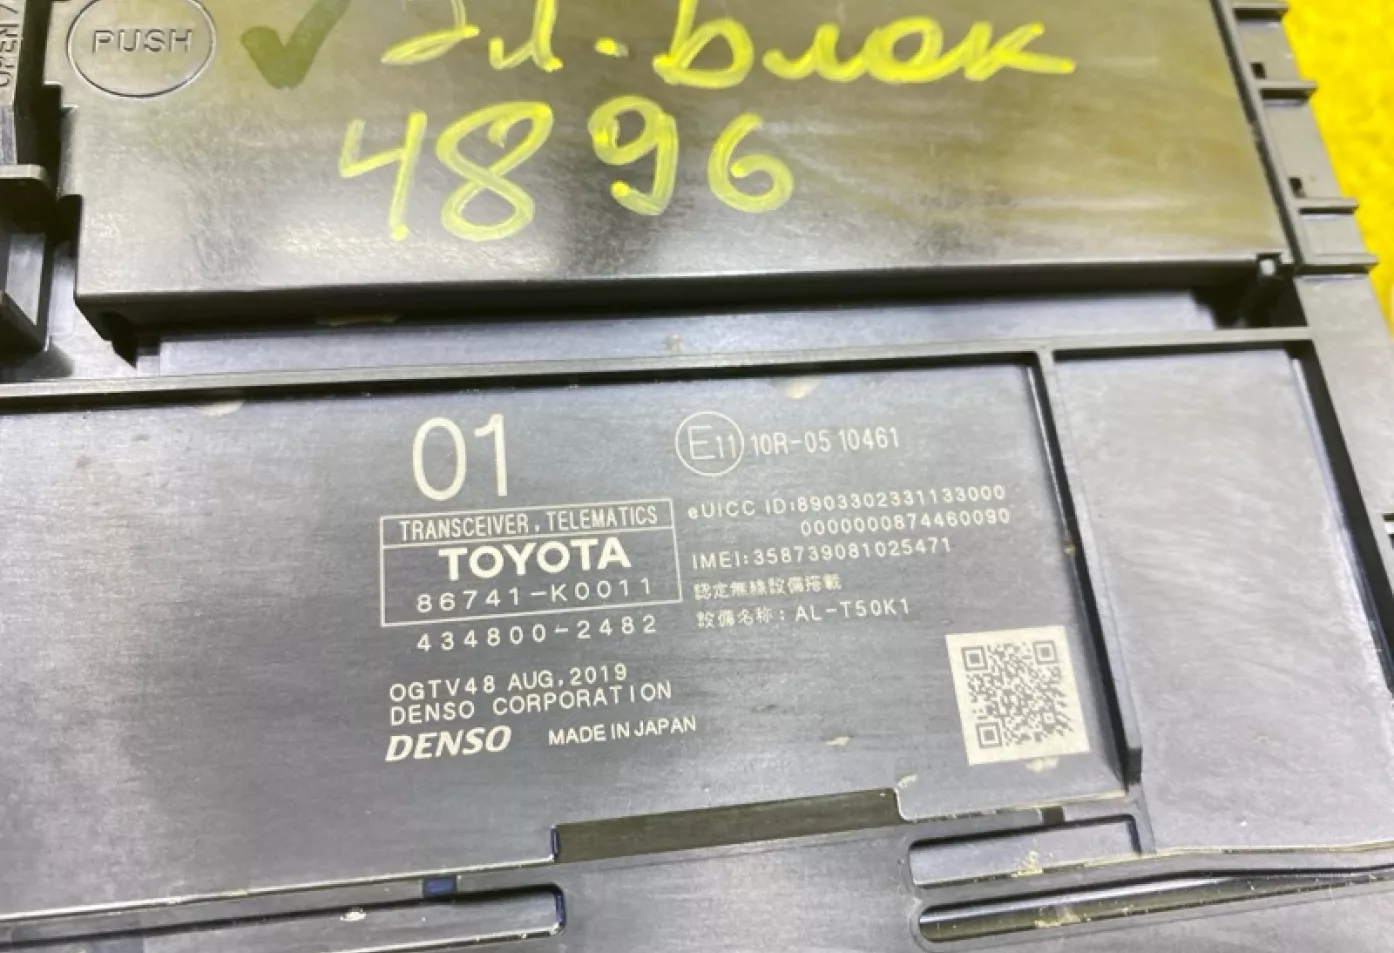 OPEN
PUSH
Эл. Блок
4896
01
E11 10R-05 10461
TRANSCEIVER, TELEMATICS
TOYOTA
86741-K0011
434800-2482
OGTV48 AUG, 2019
DENSO CORPORATION
DENSO MADE IN JAPAN
eUICC ID:8903302331133000
0000000874460090
IMEI:358739081025471
認定無線設備搭載
設備名称: AL-T50K1